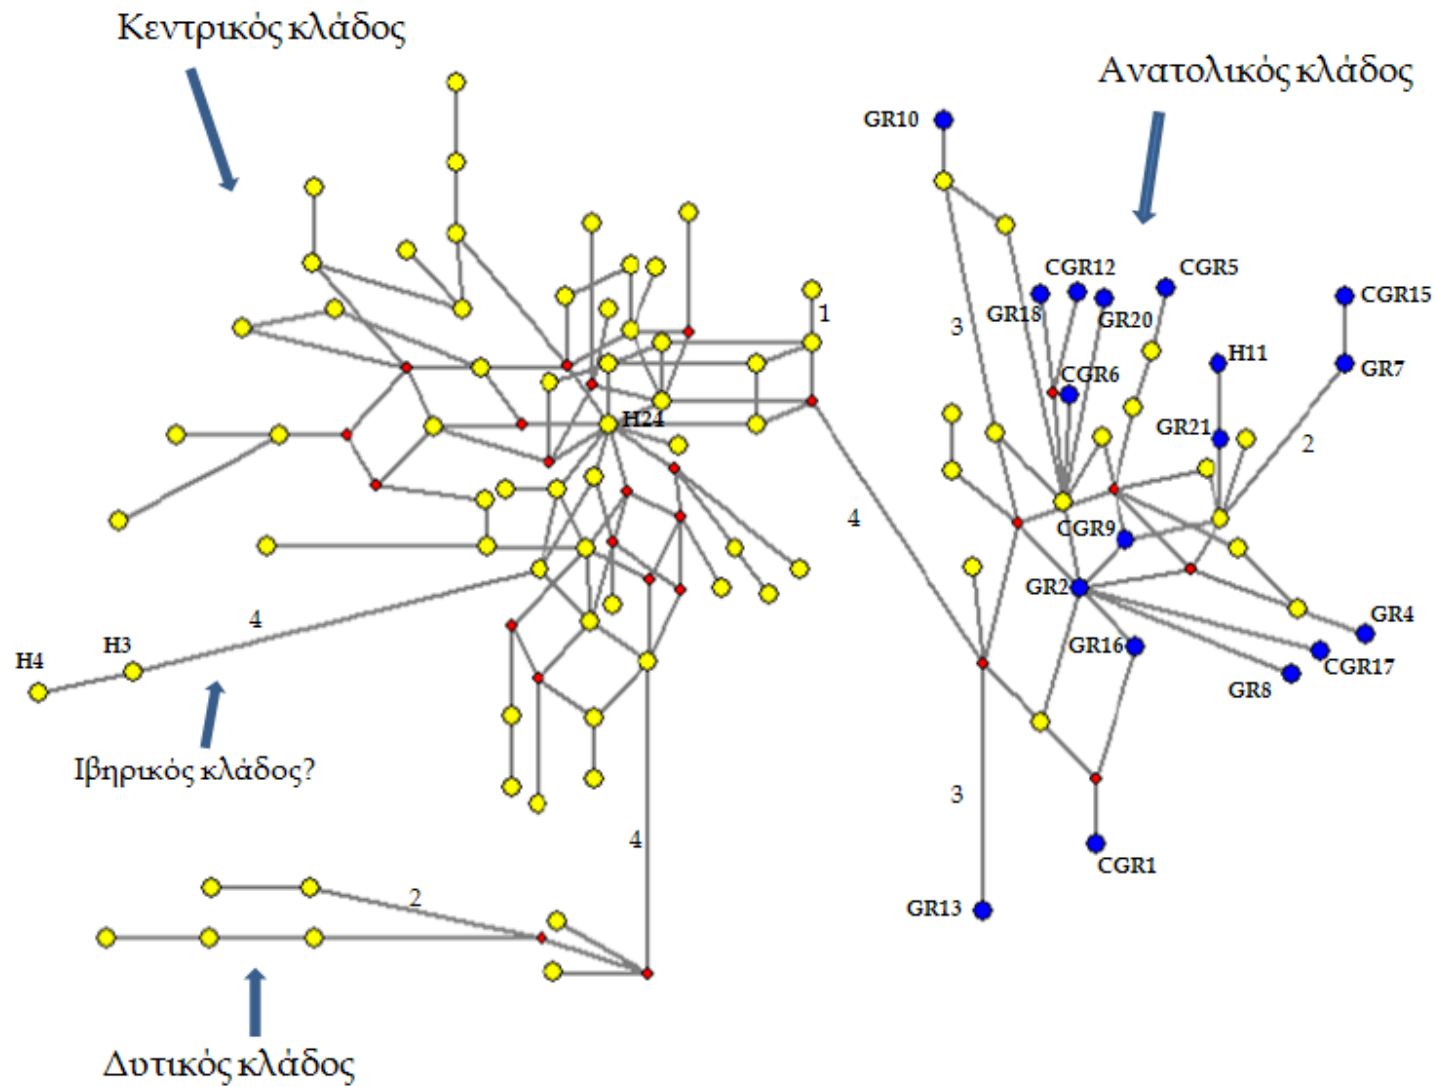 Κεντρικός κλάδος
Ανατολικός κλάδος
GR10
CGR12
CGR5
GR18
GR20
CGR15
1
3
CGR6
H11
GR7
H24
GR21
2
4
CGR9
GR2
4
H3
H4
GR16
GR4
CGR17
GR8
Ιβηρικός κλάδος?
3
4
CGR1
2
GR13
Δυτικός κλάδος